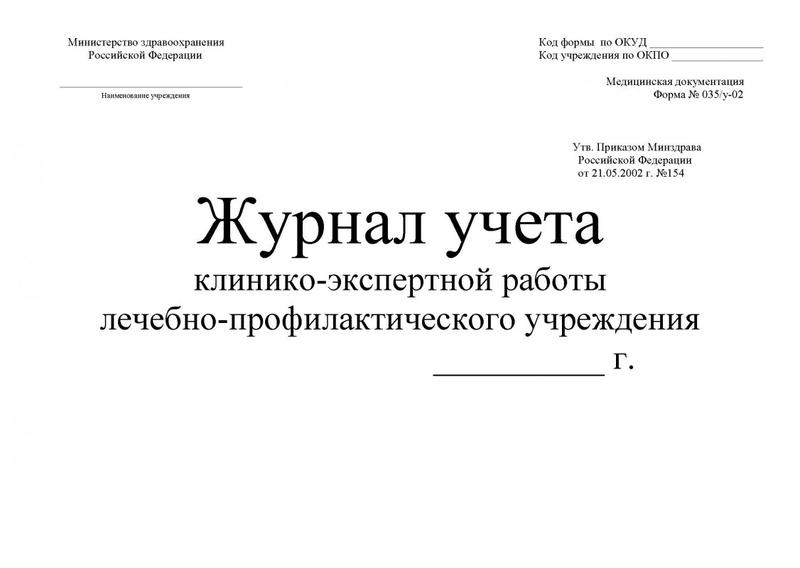 Министерство здравоохранения
Российской Федерации
Наименование учреждения
Код формы по ОКУД
Код учреждения по ОКПО
Медицинская документация
Форма № 035/у-02
Утв. Приказом Минздрава
Российской Федерации
от 21.05.2002 г. №154
Журнал учета
клинико-экспертной работы
лечебно-профилактического учреждения
__________ г.